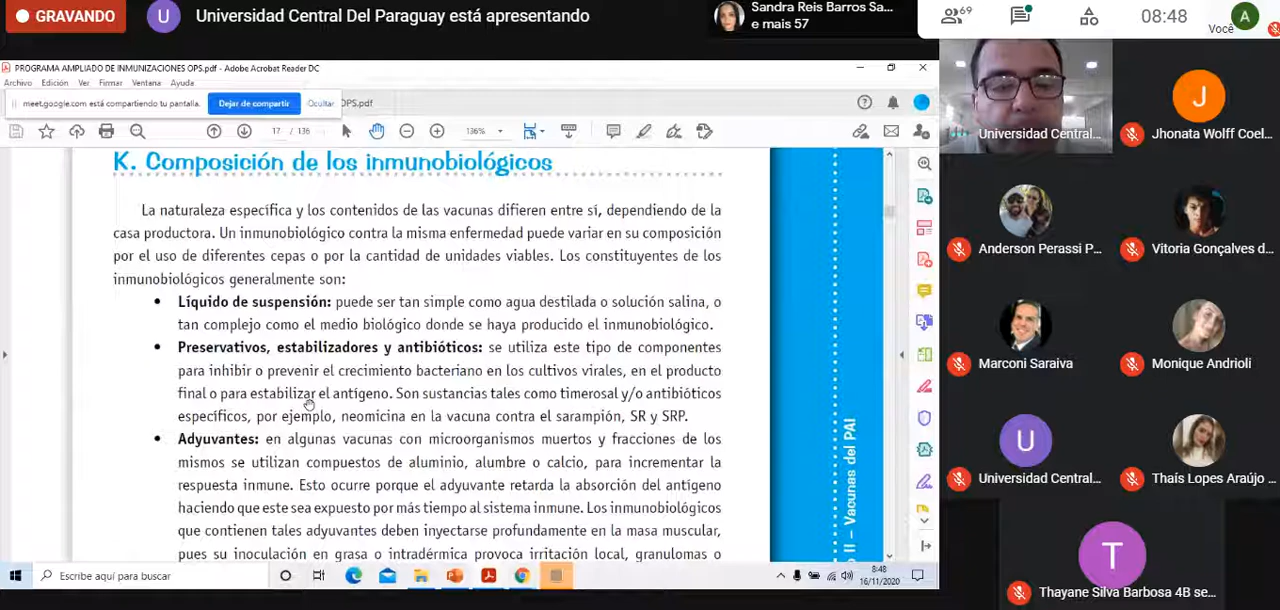 GRAVANDO
U
Universidad Central Del Paraguay está apresentando
Sandra Reis Barros Sa...
e mais 57
69
08:48
Você
A
PROGRAMA AMPLIADO DE INMUNIZACIONES OPS.pdf - Adobe Acrobat Reader DC
Archivo Edición Ver Firmar Ventana Ayuda
meet.google.com está compartiendo tu pantalla.
Dejar de compartir
Ocultar
OPS.pdf
17 / 136
136%
K. Composición de los inmunobiológicos
La naturaleza específica y los contenidos de las vacunas difieren entre sí, dependiendo de la
casa productora. Un inmunobiológico contra la misma enfermedad puede variar en su composición
por el uso de diferentes cepas o por la cantidad de unidades viables. Los constituyentes de los
inmunobiológicos generalmente son:
• Líquido de suspensión: puede ser tan simple como agua destilada o solución salina, o
tan complejo como el medio biológico donde se haya producido el inmunobiológico.
• Preservativos, estabilizadores y antibióticos: se utiliza este tipo de componentes
para inhibir o prevenir el crecimiento bacteriano en los cultivos virales, en el producto
final o para estabilizar el antígeno. Son sustancias tales como timerosal y/o antibióticos
específicos, por ejemplo, neomicina en la vacuna contra el sarampión, SR y SRP.
• Adyuvantes: en algunas vacunas con microorganismos muertos y fracciones de los
mismos se utilizan compuestos de aluminio, alumbre o calcio, para incrementar la
respuesta inmune. Esto ocurre porque el adyuvante retarda la absorción del antígeno
haciendo que este sea expuesto por más tiempo al sistema inmune. Los inmunobiológicos
que contienen tales adyuvantes deben inyectarse profundamente en la masa muscular,
pues su inoculación en grasa o intradérmica provoca irritación local, granulomas o
II – Vacunas del PAI
Universidad Central...
J
Jhonata Wolff Coel...
Anderson Perassi P...
Vitoria Gonçalves d...
Marconi Saraiva
Monique Andrioli
U
Universidad Central...
Thaís Lopes Araújo ...
T
Thayane Silva Barbosa 4B se...
Escribe aquí para buscar
8:48
16/11/2020